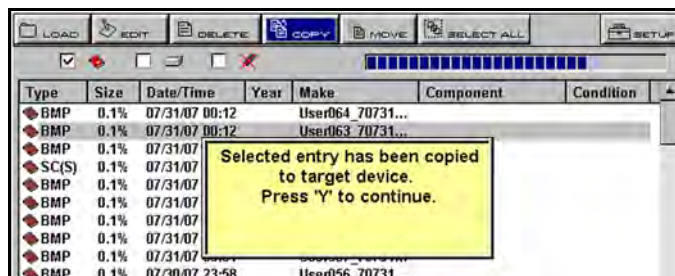 LOAD EDIT DELETE COPY MOVE SELECT ALL SETUP
Type Size Date/Time Year Make Component Condition
BMP 0.1% 07/31/07 00:12 User064_70731...
BMP 0.1% 07/31/07 00:12 User063_70731...
BMP 0.1% 07/31/07
SC(S) 0.1% 07/31/07
BMP 0.1% 07/31/07
BMP 0.1% 07/31/07
BMP 0.1% 07/31/07
BMP 0.1% 07/31/07
BMP 0.1% 07/30/07 23:58 User056_70731
Selected entry has been copied
to target device.
Press 'Y' to continue.